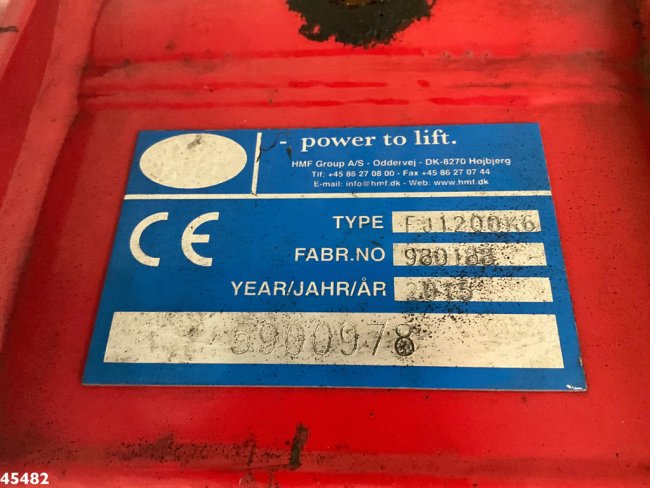 - power to lift.
HMF Group A/S - Oddervej - DK-8270 Højbjerg
Tlf: +45 86 27 08 00 - Fax +45 86 27 07 44
E-mail: info@hmf.dk - Web: www.hmf.dk
CE
TYPE FJ1200K6
FABR.NO
YEAR/JAHR/ÅR 2015
5900978
45482